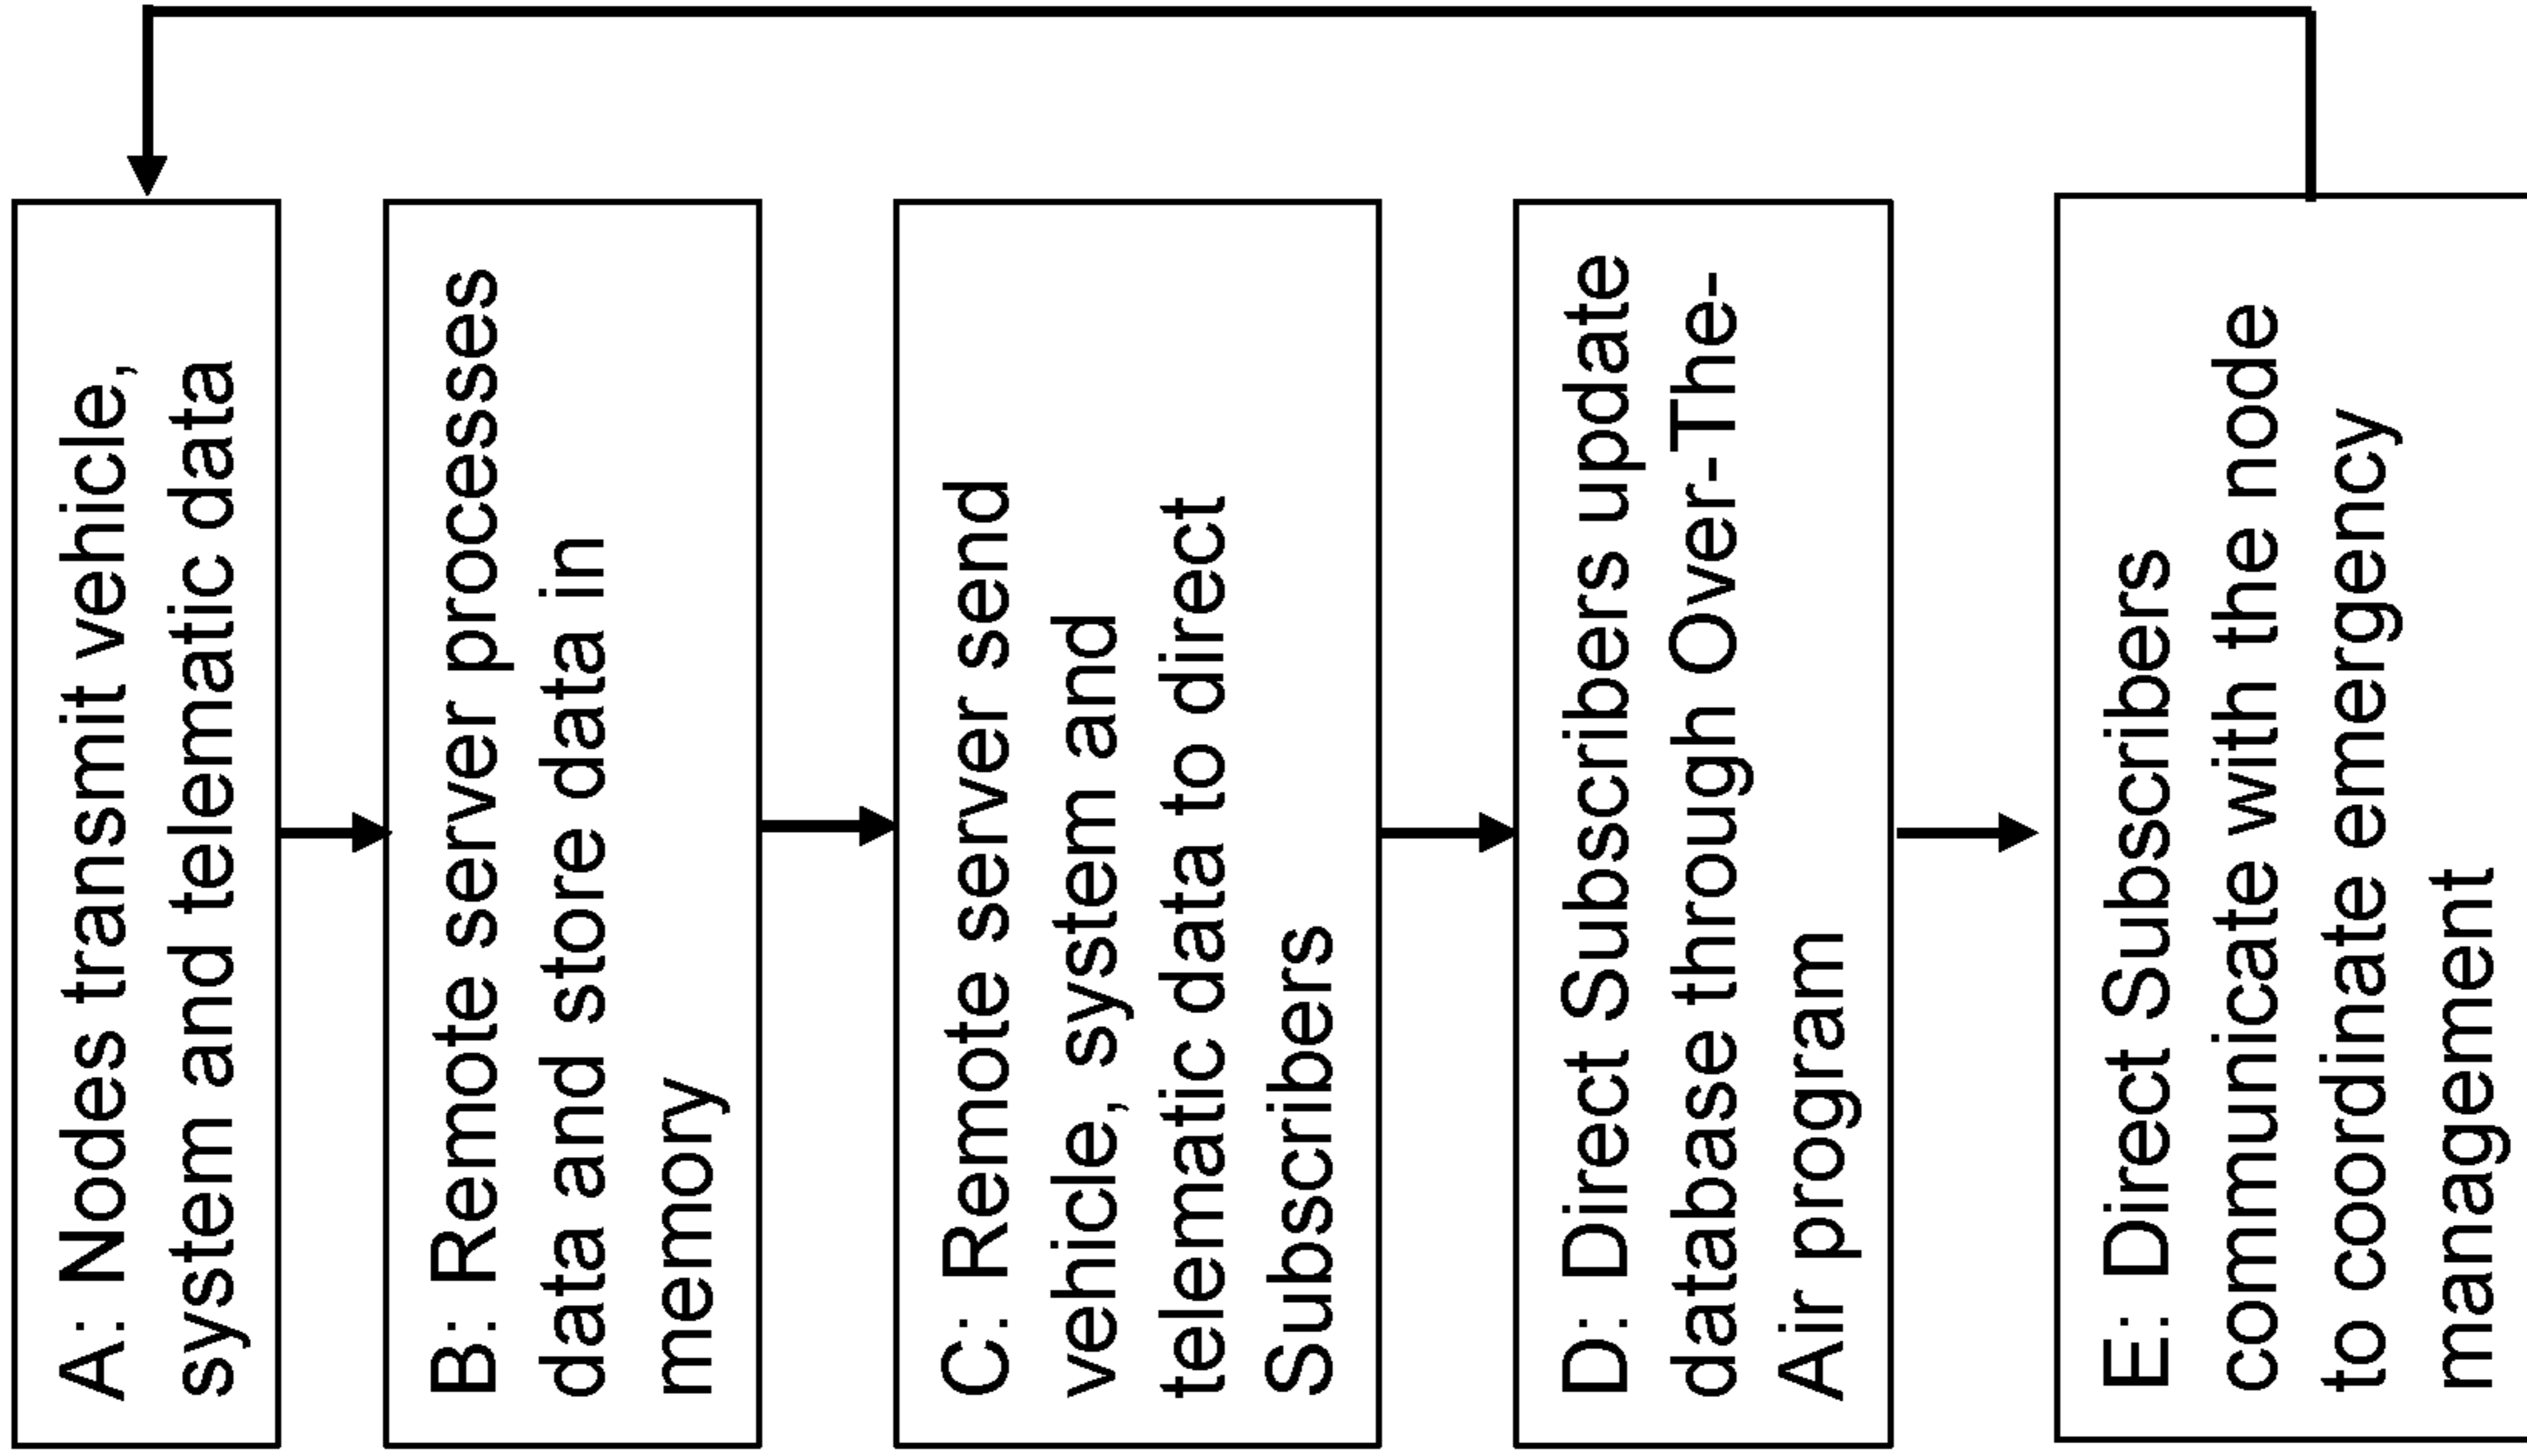 A: Nodes transmit vehicle,
system and telematic data
B: Remote server processes
data and store data in
memory
C: Remote server send
vehicle, system and
telematic data to direct
Subscribers
D: Direct Subscribers update
database through Over-The-
Air program
E: Direct Subscribers
communicate with the node
to coordinate emergency
management